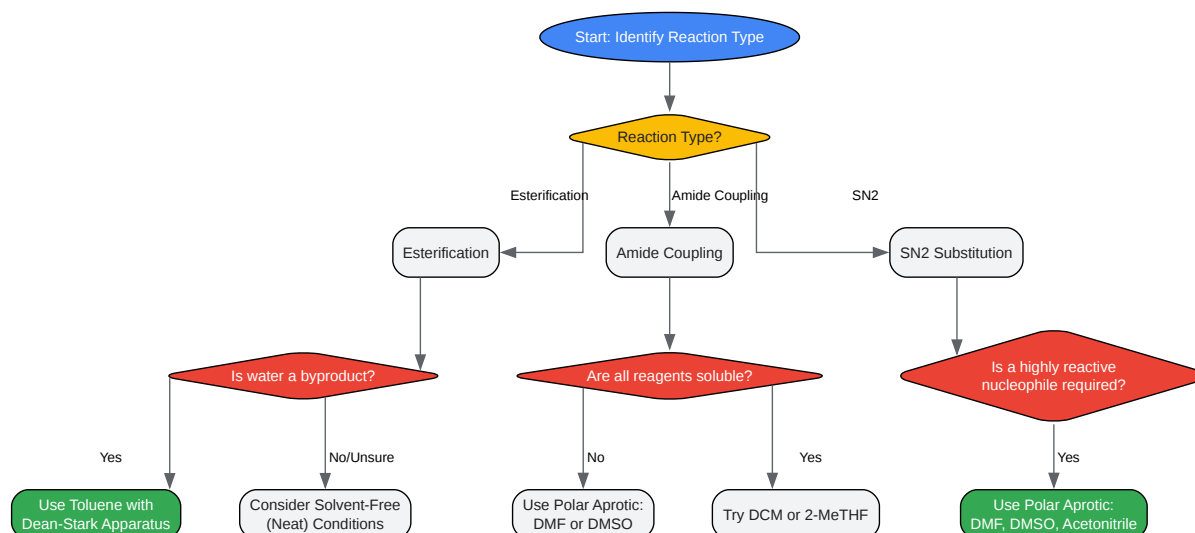 Start: Identify Reaction Type
Reaction Type?
Esterification
Amide Coupling
SN2
Esterification
Amide Coupling
SN2 Substitution
Is water a byproduct?
Are all reagents soluble?
Is a highly reactive
nucleophile required?
Yes
No/Unsure
No
Yes
Yes
Use Toluene with
Dean-Stark Apparatus
Consider Solvent-Free
(Neat) Conditions
Use Polar Aprotic:
DMF or DMSO
Try DCM or 2-MeTHF
Use Polar Aprotic:
DMF, DMSO, Acetonitrile